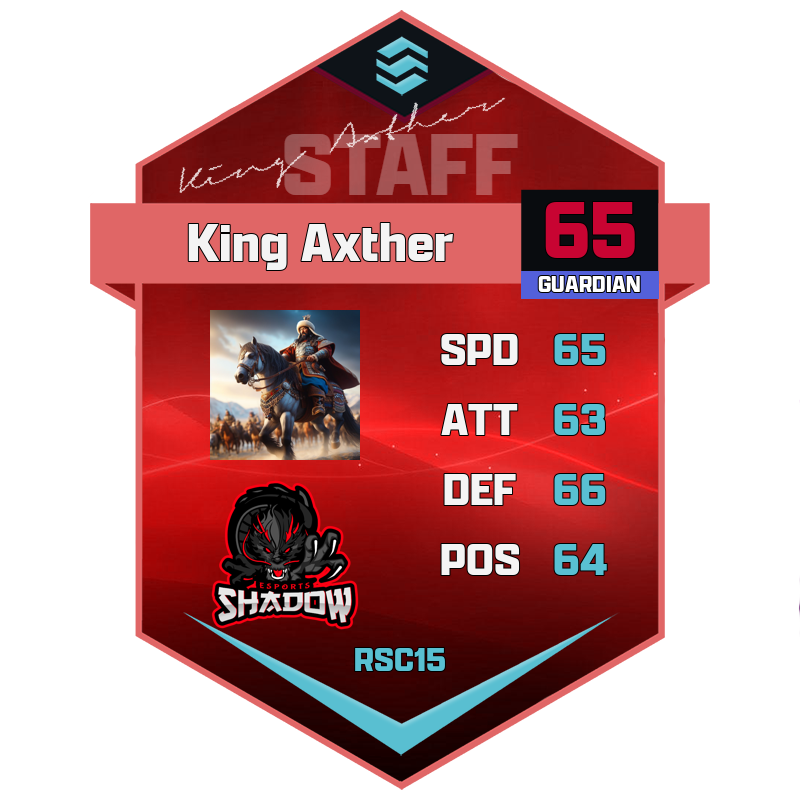 King Axther
STAFF
King Axther
65
GUARDIAN
SPD 65
ATT 63
DEF 66
POS 64
ESPORTS
SHADOW
RSC15